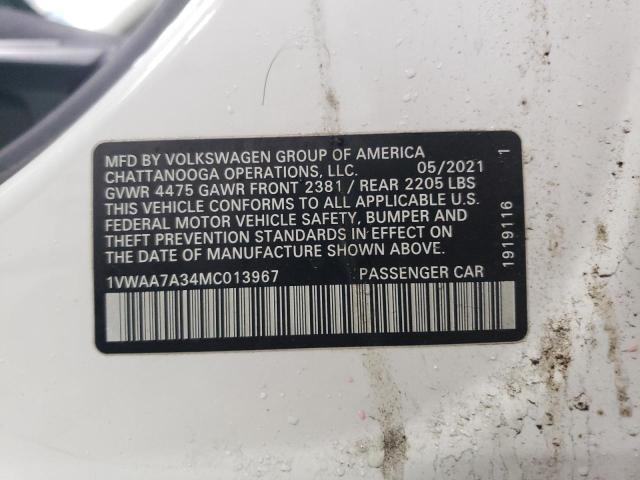 MFD BY VOLKSWAGEN GROUP OF AMERICA
CHATTANOOGA OPERATIONS, LLC. 05/2021
GVWR 4475 GAWR FRONT 2381 / REAR 2205 LBS
THIS VEHICLE CONFORMS TO ALL APPLICABLE U.S.
FEDERAL MOTOR VEHICLE SAFETY, BUMPER AND
THEFT PREVENTION STANDARDS IN EFFECT ON
THE DATE OF MANUFACTURE SHOWN ABOVE.
1VWAA7A34MC013967 PASSENGER CAR
1919116 1